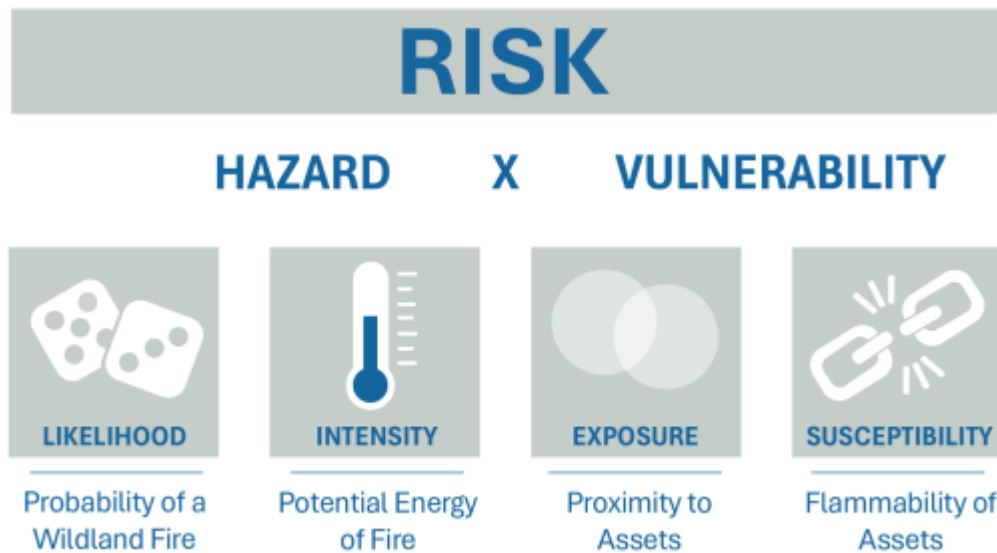 RISK
HAZARD X VULNERABILITY
LIKELIHOOD INTENSITY EXPOSURE SUSCEPTIBILITY
Probability of a Potential Energy Proximity to Flammability of
Wildland Fire of Fire Assets Assets